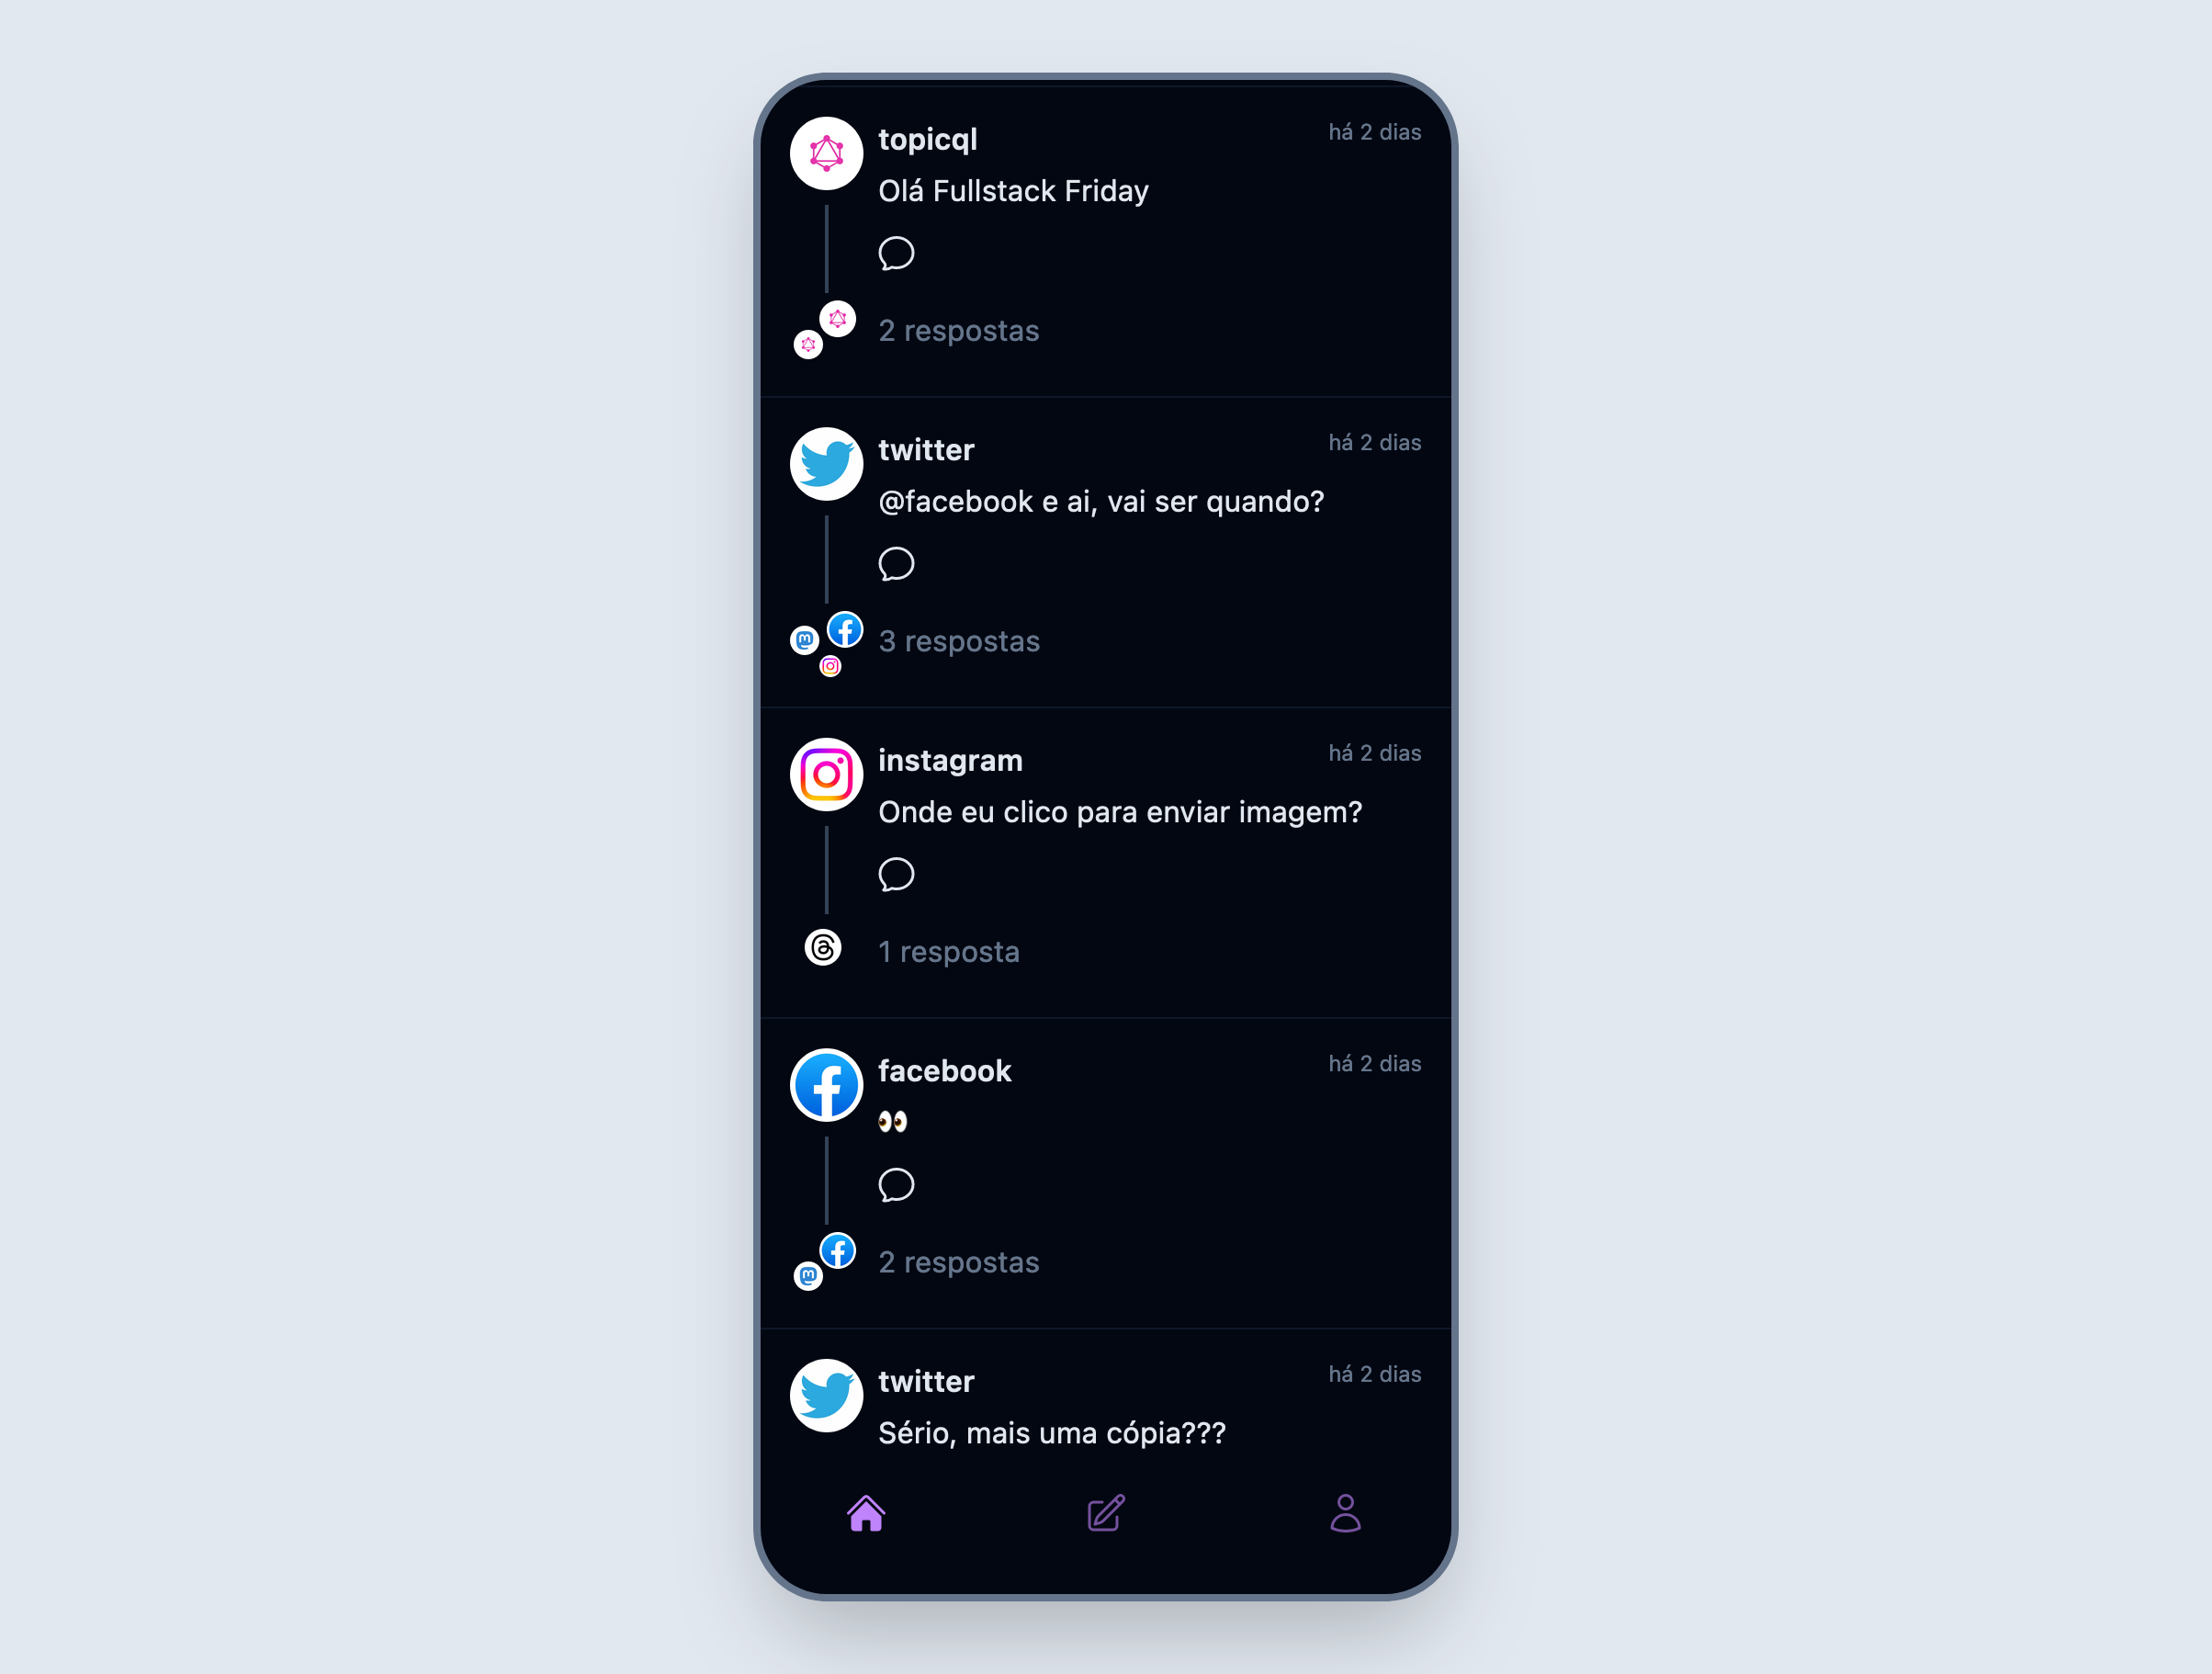 topicql
há 2 dias
Olá Fullstack Friday
2 respostas
twitter
há 2 dias
@facebook e ai, vai ser quando?
3 respostas
instagram
há 2 dias
Onde eu clico para enviar imagem?
1 resposta
facebook
há 2 dias
👀
2 respostas
twitter
há 2 dias
Sério, mais uma cópia???